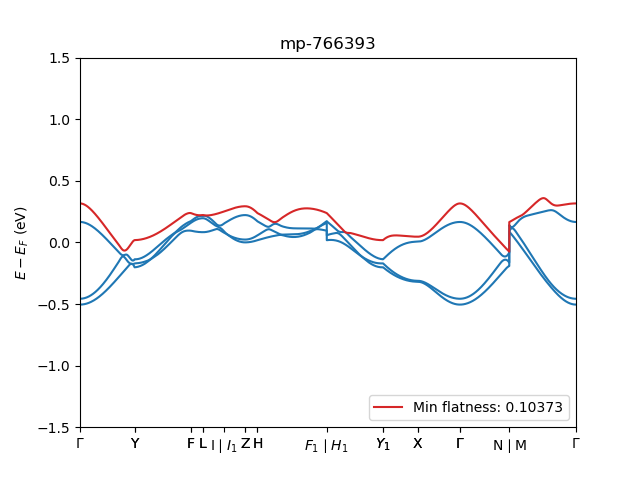 mp-766393
E − E_F (eV)
1.5
1.0
0.5
0.0
−0.5
−1.0
−1.5
Min flatness: 0.10373
Γ Y F L I | I₁ Z H F₁ | H₁ Y₁ X Γ N | M Γ